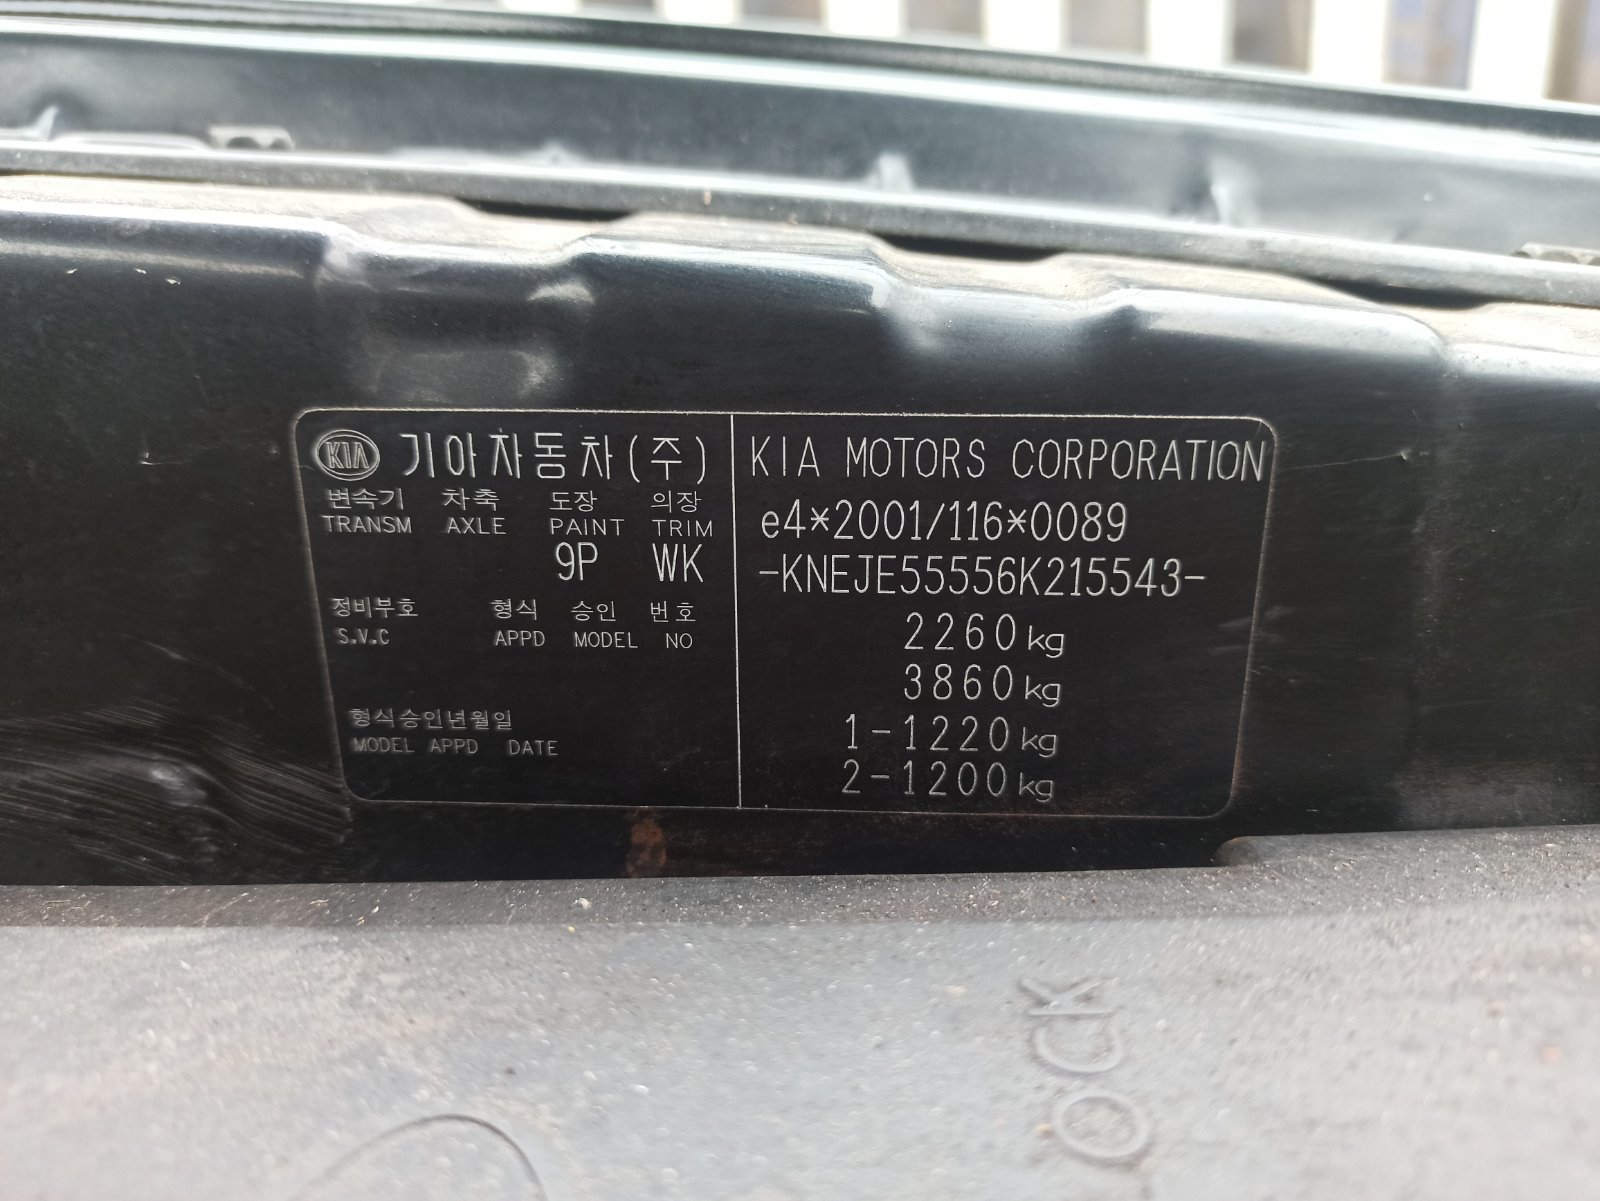 KIA 기아자동차(주)
변속기 차축 도장 의장
TRANSM AXLE PAINT TRIM
9P WK
정비부호 형식 승인 번호
S.V.C APPD MODEL NO
형식승인년월일
MODEL APPD DATE
KIA MOTORS CORPORATION
e4*2001/116*0089
-KNEJE55556K215543-
2260kg
3860kg
1-1220kg
2-1200kg
OCK